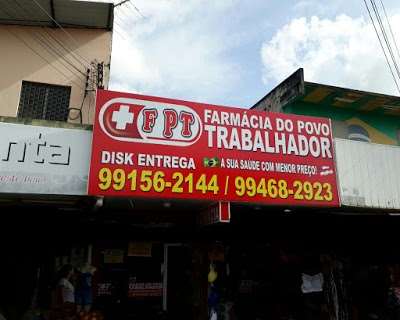 FPT
FARMÁCIA DO POVO
TRABALHADOR
DISK ENTREGA
A SUA SAÚDE COM MENOR PREÇO!
99156-2144 / 99468-2923
nta